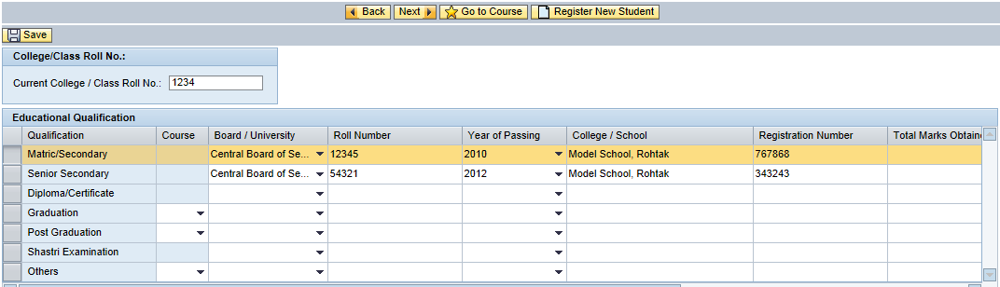 Back Next Go to Course Register New Student
Save
College/Class Roll No.:
Current College / Class Roll No.: 1234
Educational Qualification
Qualification Course Board / University Roll Number Year of Passing College / School Registration Number Total Marks Obtaine
Matric/Secondary Central Board of Se... 12345 2010 Model School, Rohtak 767868
Senior Secondary Central Board of Se... 54321 2012 Model School, Rohtak 343243
Diploma/Certificate
Graduation
Post Graduation
Shastri Examination
Others